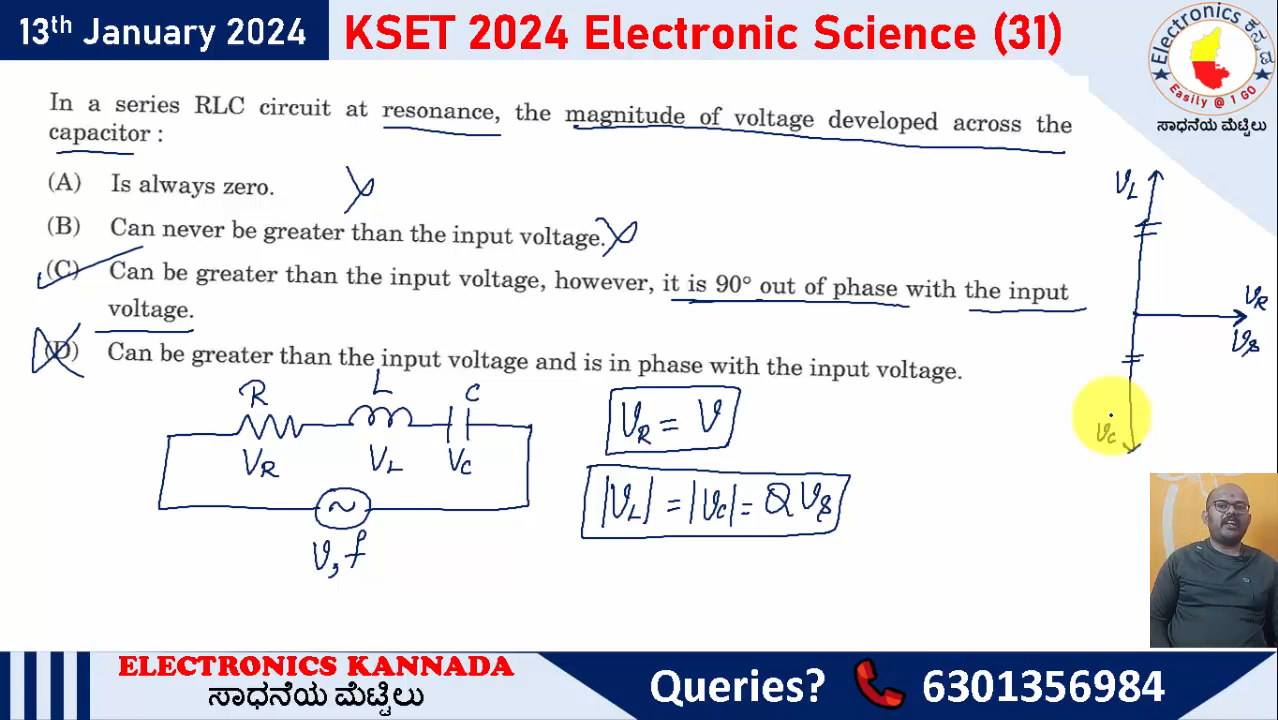 13th January 2024
KSET 2024 Electronic Science (31)
Electronics ಕನ್ನಡ
Easily @ 1 GO
ಸಾಧನೆಯ ಮೆಟ್ಟಿಲು
In a series RLC circuit at resonance, the magnitude of voltage developed across the
capacitor :
(A) Is always zero.
(B) Can never be greater than the input voltage.
(C) Can be greater than the input voltage, however, it is 90° out of phase with the input
voltage.
(D) Can be greater than the input voltage and is in phase with the input voltage.
VL
VR
Vs
Vc
R L C
VR VL VC
V, f
VR = V
|VL| = |Vc| = Q Vs
ELECTRONICS KANNADA
ಸಾಧನೆಯ ಮೆಟ್ಟಿಲು
Queries? 6301356984